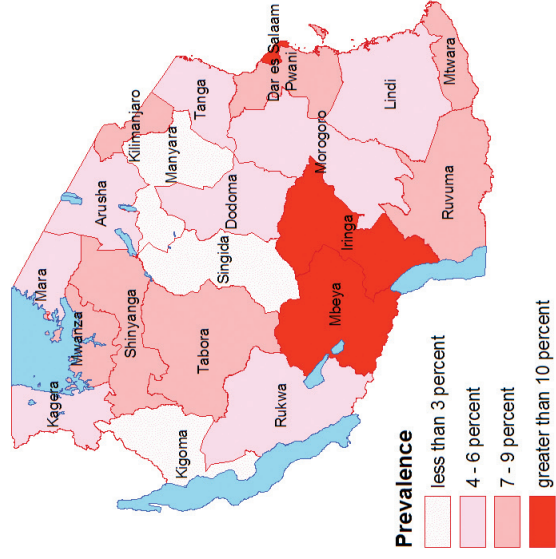 Kagera
Mara
Mwanza
Arusha
Kilimanjaro
Shinyanga
Manyara
Tanga
Kigoma
Tabora
Singida
Dodoma
Dar es Salaam
Pwani
Rukwa
Mbeya
Iringa
Morogoro
Lindi
Ruvuma
Mtwara
Prevalence
less than 3 percent
4 - 6 percent
7 - 9 percent
greater than 10 percent